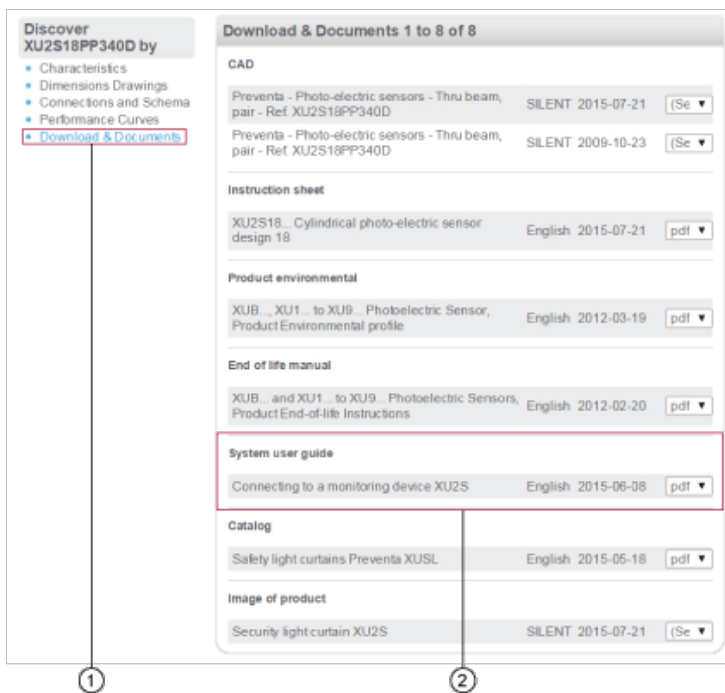 Discover
XU2S18PP340D by
Characteristics
Dimensions Drawings
Connections and Schema
Performance Curves
Download & Documents
Download & Documents 1 to 8 of 8
CAD
Preventa - Photo-electric sensors - Thru beam,
pair - Ref. XU2S18PP340D
SILENT 2015-07-21 (Se ▼
Preventa - Photo-electric sensors - Thru beam,
pair - Ref. XU2S18PP340D
SILENT 2009-10-23 (Se ▼
Instruction sheet
XU2S18... Cylindrical photo-electric sensor
design 18
English 2015-07-21 pdf ▼
Product environmental
XUB..., XU1... to XU9... Photoelectric Sensor,
Product Environmental profile
English 2012-03-19 pdf ▼
End of life manual
XUB... and XU1... to XU9... Photoelectric Sensors,
Product End-of-life Instructions
English 2012-02-20 pdf ▼
System user guide
Connecting to a monitoring device XU2S English 2015-06-08 pdf ▼
Catalog
Safety light curtains Preventa XUSL English 2015-05-18 pdf ▼
Image of product
Security light curtain XU2S SILENT 2015-07-21 (Se ▼
1 2